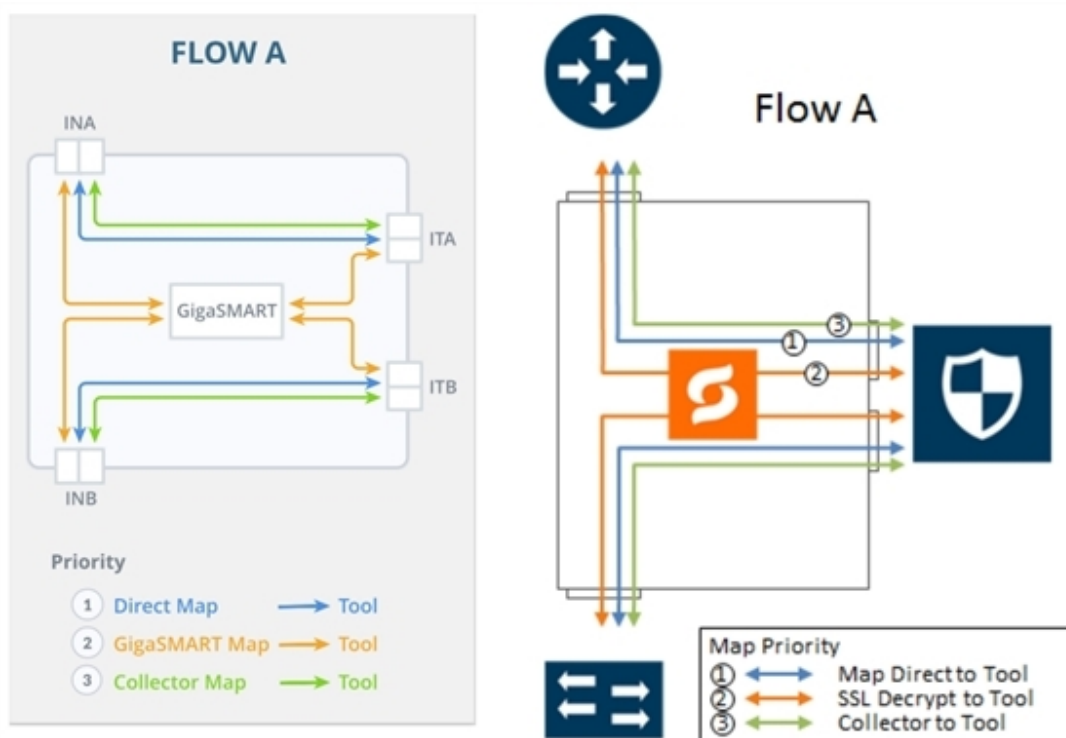 FLOW A
INA
ITA
GigaSMART
ITB
INB
Priority
1 Direct Map Tool
2 GigaSMART Map Tool
3 Collector Map Tool
Flow A
3
1
2
Map Priority
1 Map Direct to Tool
2 SSL Decrypt to Tool
3 Collector to Tool